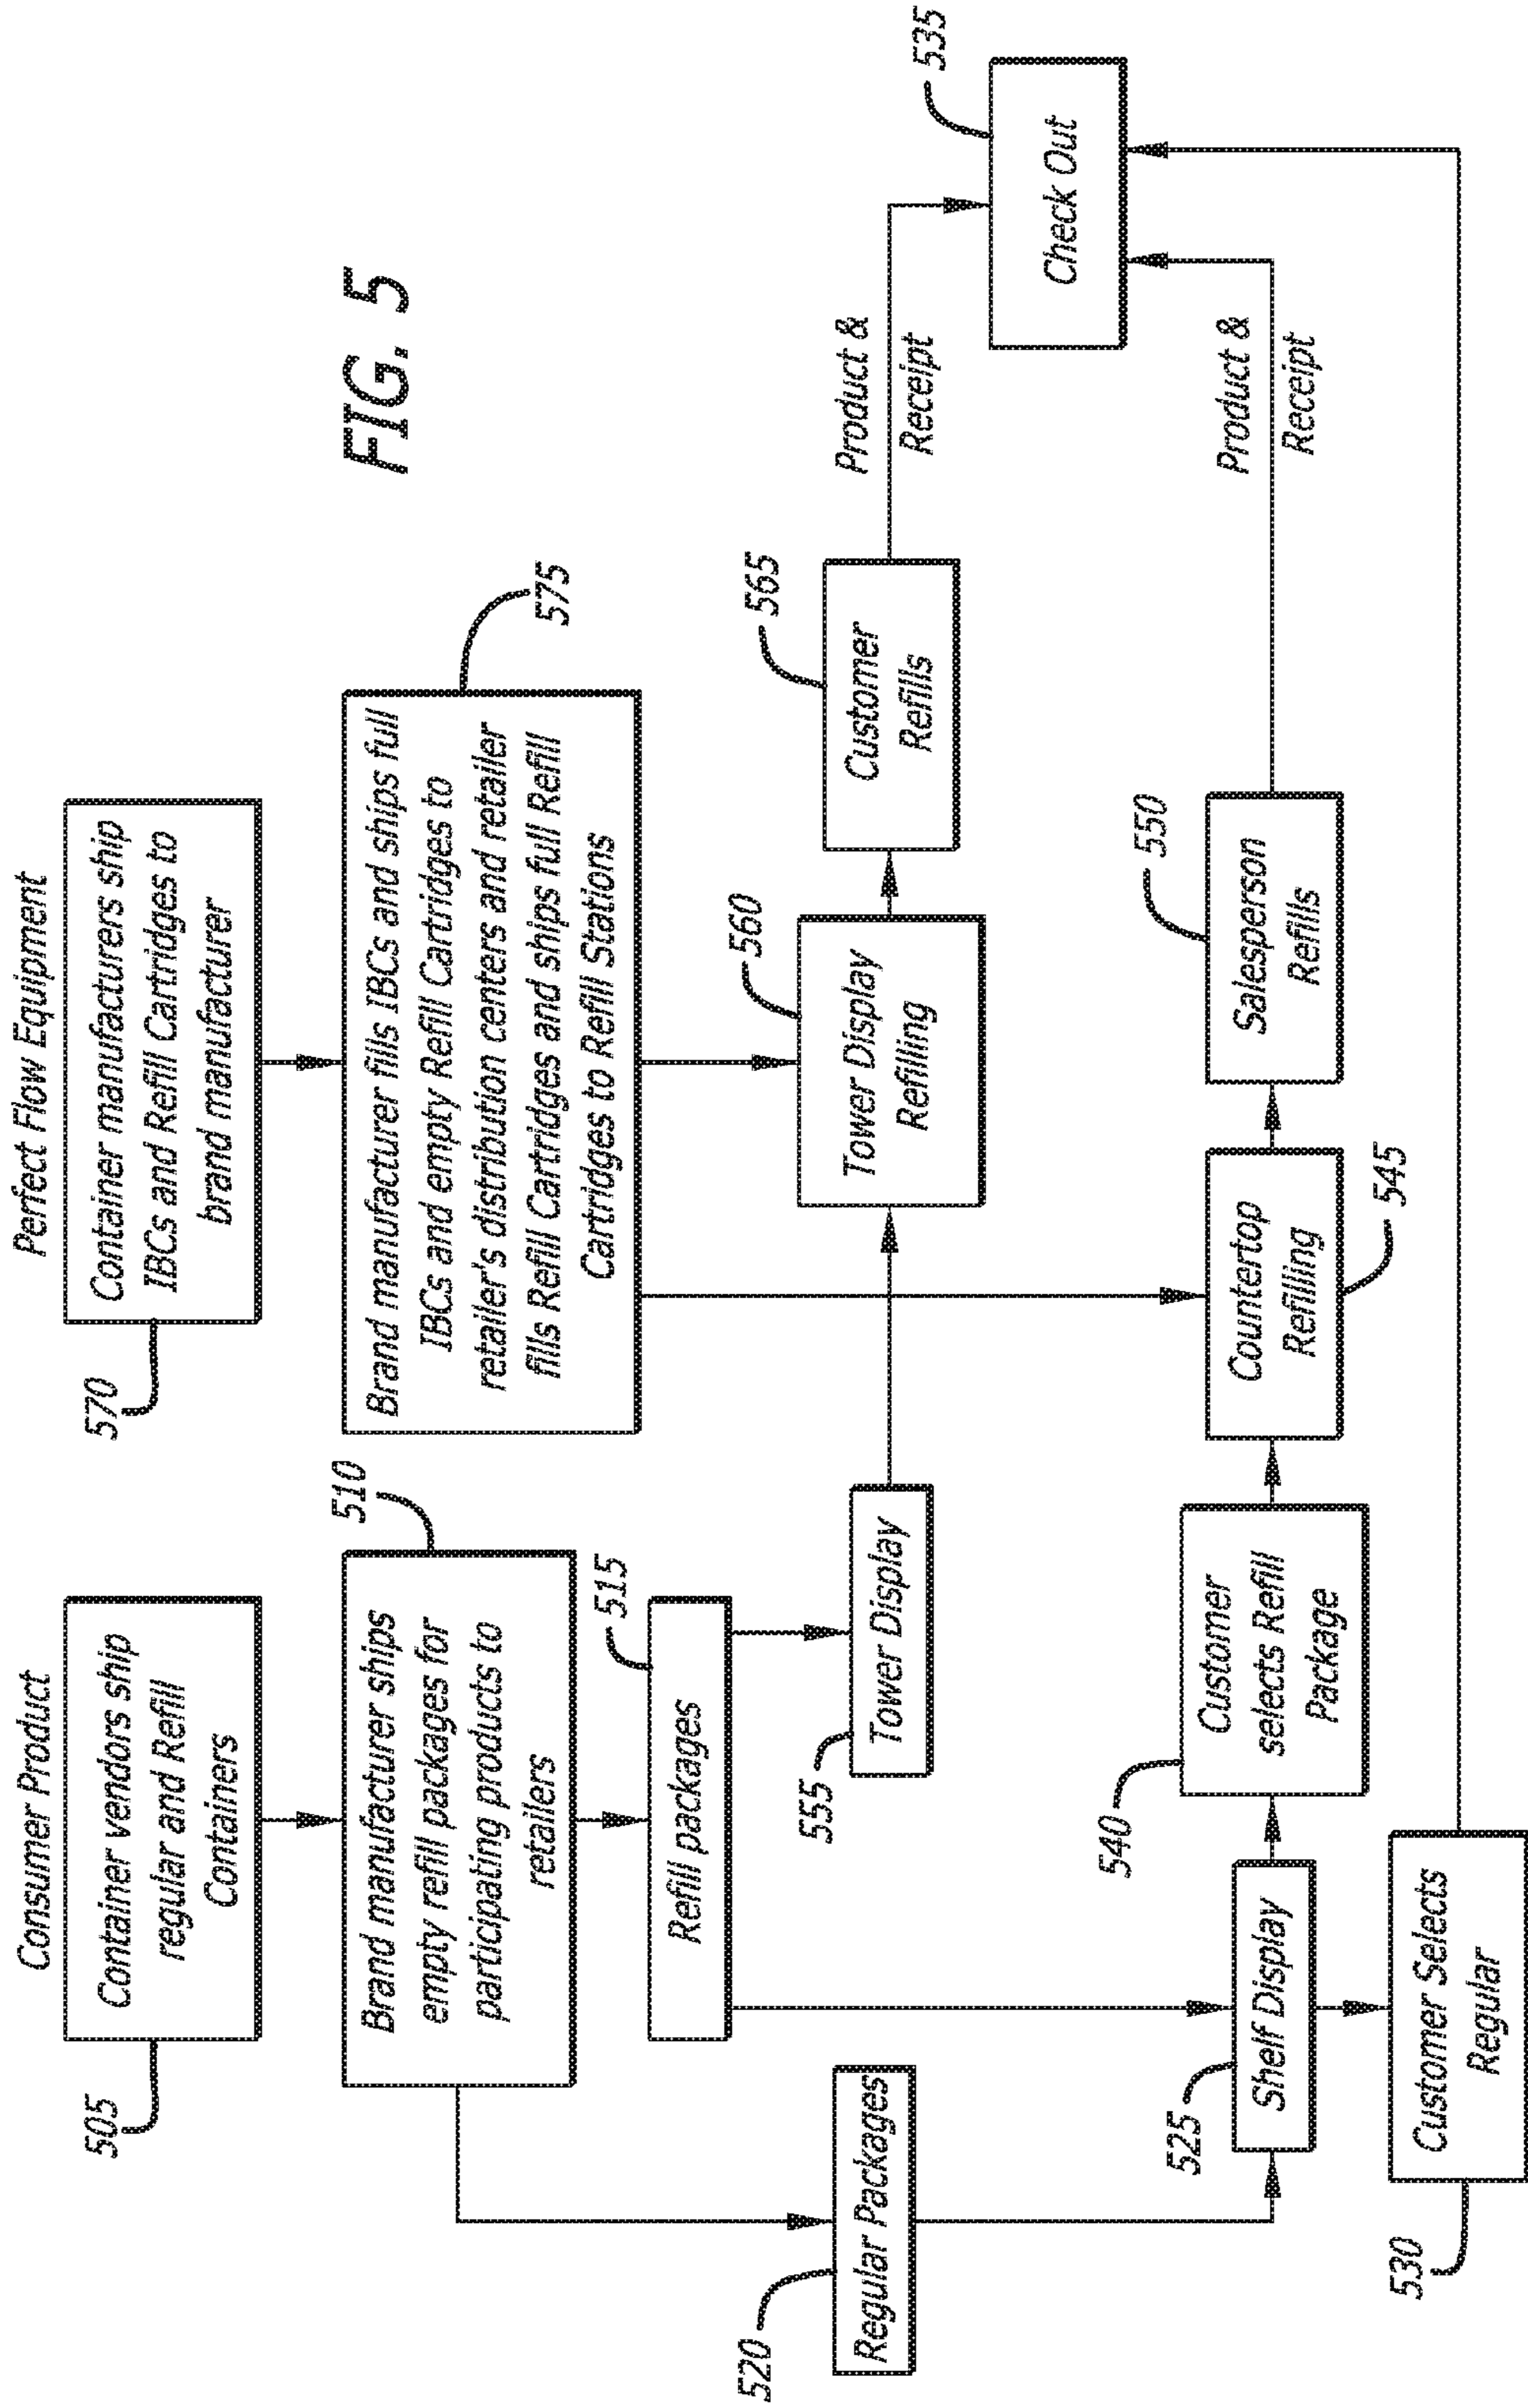 Consumer Product
Perfect Flow Equipment
505
Container vendors ship
regular and Refill
Containers
570
Container manufacturers ship
IBCs and Refill Cartridges to
brand manufacturer
FIG. 5
510
Brand manufacturer ships
empty refill packages for
participating products to
retailers
575
Brand manufacturer fills IBCs and ships full
IBCs and empty Refill Cartridges to
retailer's distribution centers and retailer
fills Refill Cartridges and ships full Refill
Cartridges to Refill Stations
515
Refill packages
520
Regular Packages
555
Tower Display
560
Tower Display
Refilling
565
Customer
Refills
Product &
Receipt
535
Check Out
525
Shelf Display
540
Customer
selects Refill
Package
Countertop
Refilling
545
550
Salesperson
Refills
Product &
Receipt
530
Customer Selects
Regular